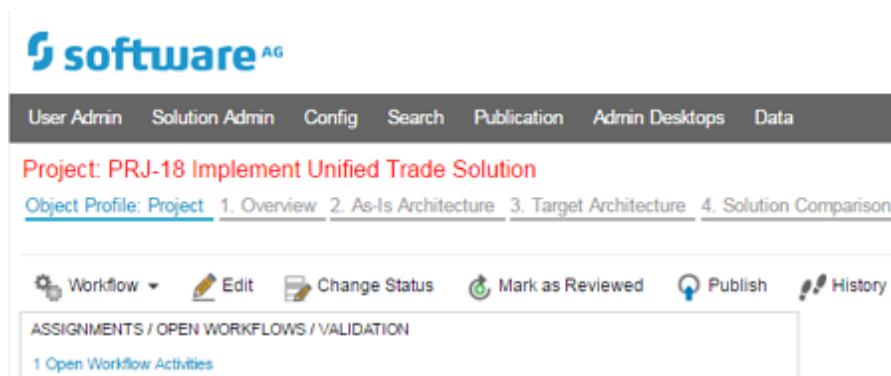 software AG
User Admin Solution Admin Config Search Publication Admin Desktops Data
Project: PRJ-18 Implement Unified Trade Solution
Object Profile: Project 1. Overview 2. As-Is Architecture 3. Target Architecture 4. Solution Comparison
Workflow Edit Change Status Mark as Reviewed Publish History
ASSIGNMENTS / OPEN WORKFLOWS / VALIDATION
1 Open Workflow Activities